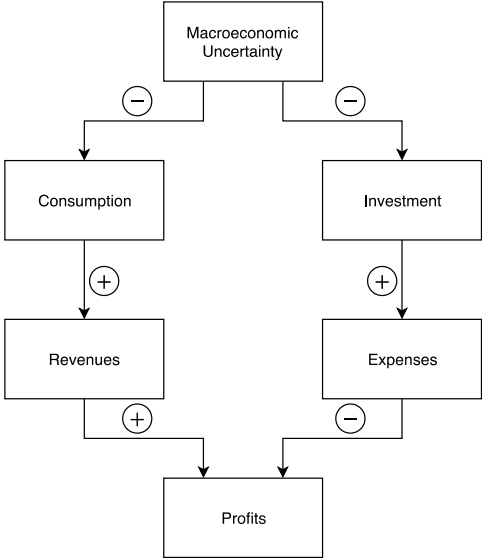 Macroeconomic
Uncertainty
−
−
Consumption
Investment
+
+
Revenues
Expenses
+
−
Profits